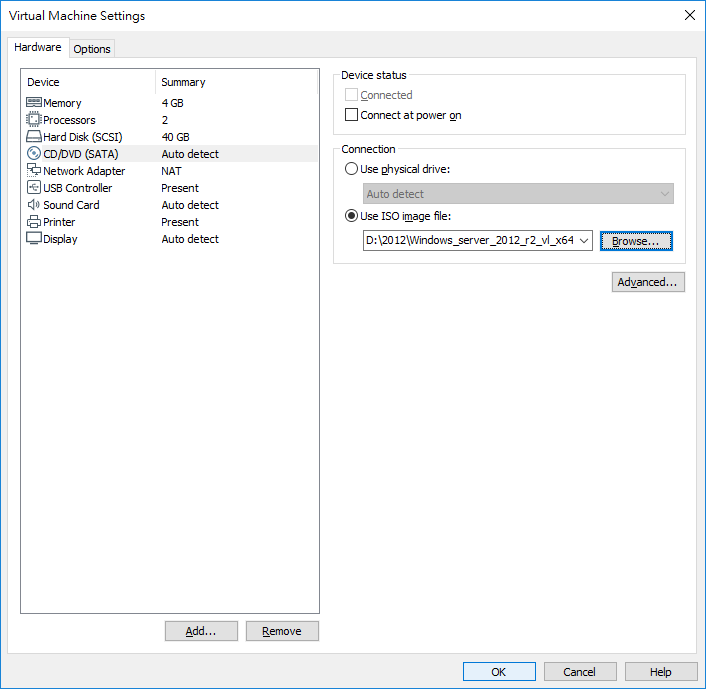 Virtual Machine Settings
Hardware Options
Device Summary
Memory 4 GB
Processors 2
Hard Disk (SCSI) 40 GB
CD/DVD (SATA) Auto detect
Network Adapter NAT
USB Controller Present
Sound Card Auto detect
Printer Present
Display Auto detect
Add... Remove
Device status
Connected
Connect at power on
Connection
Use physical drive:
Auto detect
Use ISO image file:
D:\2012\Windows_server_2012_r2_vl_x64 Browse...
Advanced...
OK Cancel Help